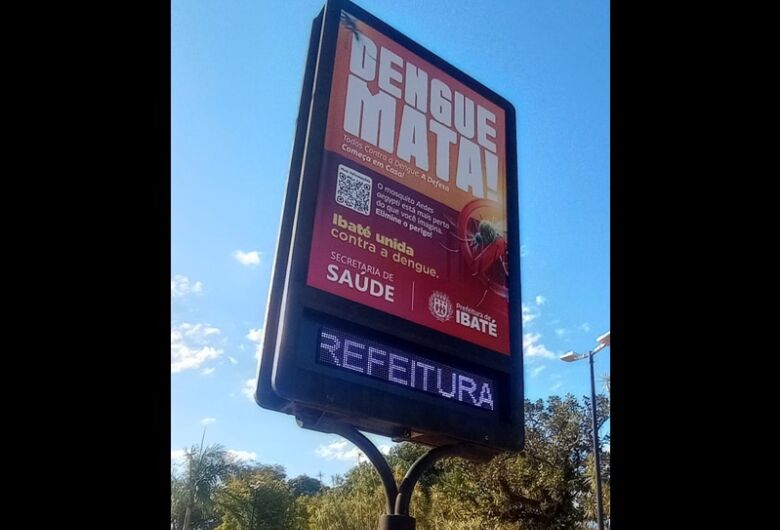 DENGUE
MATA!
Todos Contra a Dengue, A Defesa
Começa em Casa!
O mosquito Aedes
aegypti está mais perto
do que você imagina.
Elimine o perigo!
Ibaté unida
contra a dengue.
SECRETARIA DE
SAÚDE
Prefeitura de
IBATÉ
REFEITURA